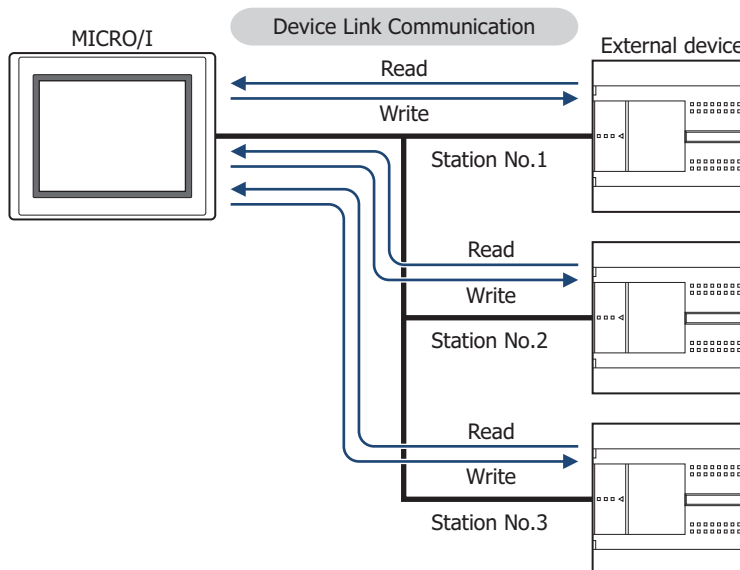 Device Link Communication
MICRO/I
External device
Read
Write
Station No.1
Read
Write
Station No.2
Read
Write
Station No.3